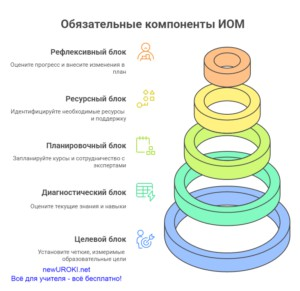 Обязательные компоненты ИОМ
Рефлексивный блок
Оцените прогресс и внесите изменения в
план
Ресурсный блок
Идентифицируйте необходимые ресурсы
и поддержку
Планировочный блок
Запланируйте курсы и сотрудничество с
экспертами
Диагностический блок
Оцените текущие знания и навыки
Целевой блок
Установите четкие, измеримые
образовательные цели
newUROKI.net
Всё для учителя - всё бесплатно!